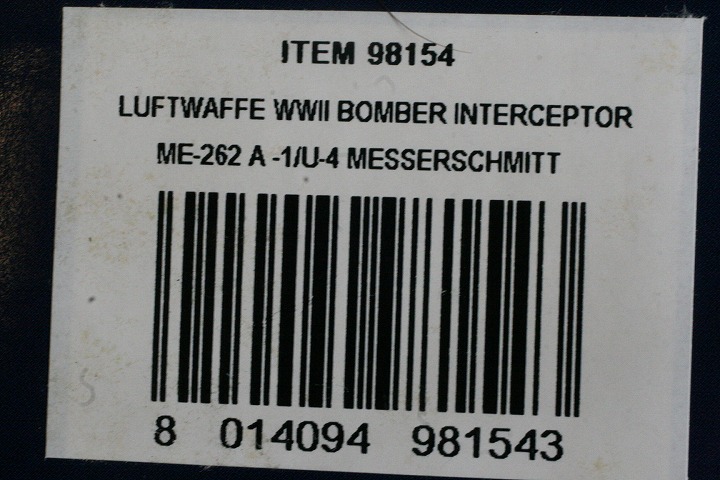 ITEM 98154
LUFTWAFFE WWII BOMBER INTERCEPTOR
ME-262 A -1/U-4 MESSERSCHMITT
8 014094 981543